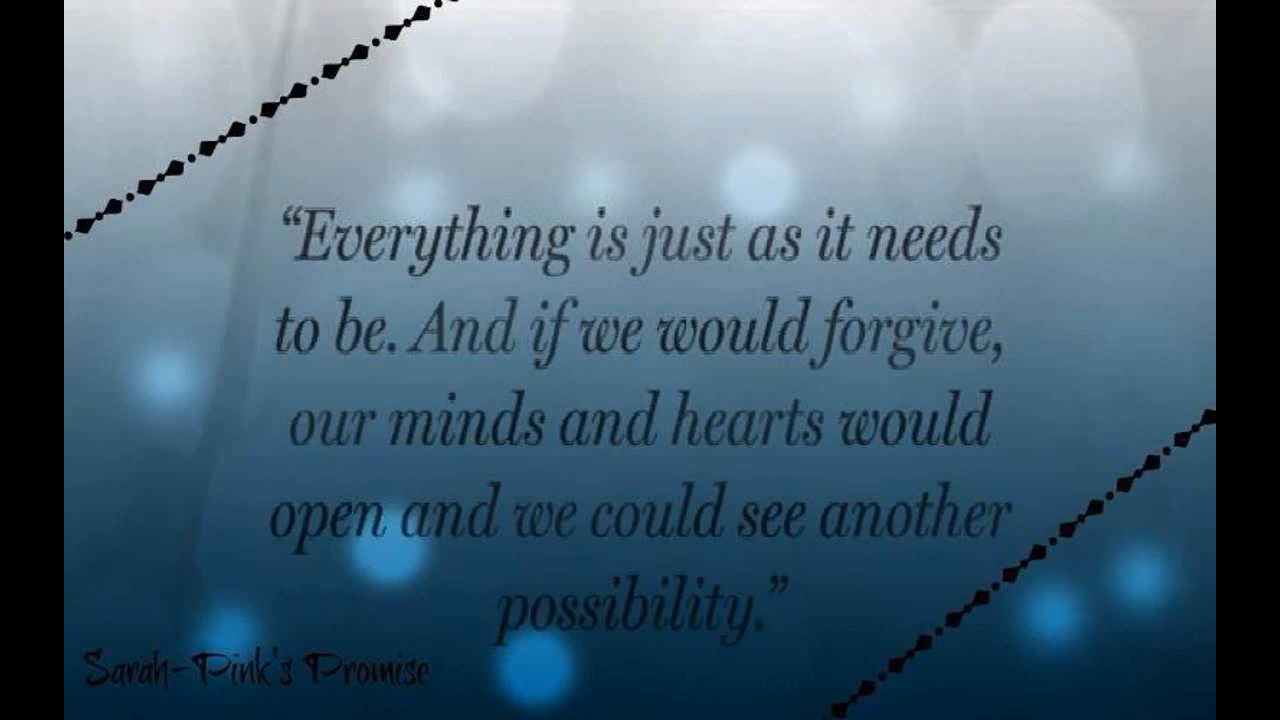 “Everything is just as it needs
to be. And if we would forgive,
our minds and hearts would
open and we could see another
possibility.”
Sarah-Pink's Promise